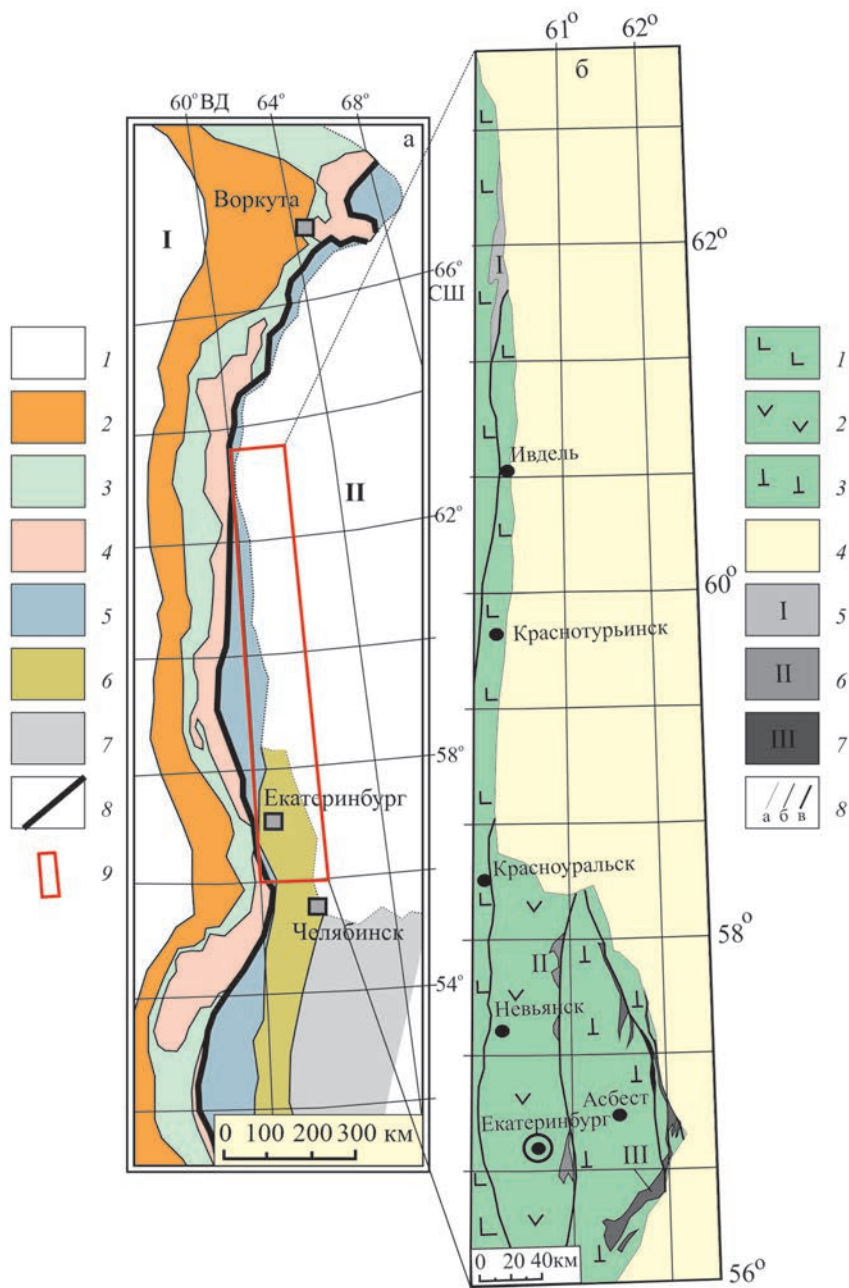 60° ВД
64°
68°
а
Воркута
I
66°
СШ
II
62°
58°
Екатеринбург
Челябинск
54°
0 100 200 300 км
1
2
3
4
5
6
7
8
9
61°
62°
б
I
62°
Ивдель
60°
Краснотурьинск
Красноуральск
58°
II
Невьянск
Асбест
Екатеринбург
III
0 20 40км
56°
1
2
3
4
I
5
II
6
III
7
а б в
8